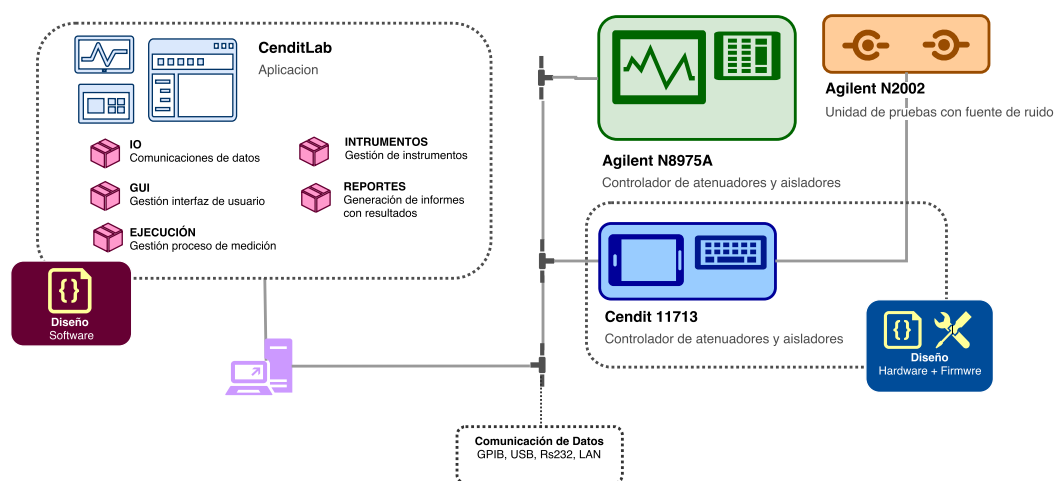 CenditLab
Aplicacion
IO
Comunicaciones de datos
GUI
Gestión interfaz de usuario
EJECUCIÓN
Gestión proceso de medición
INTRUMENTOS
Gestión de instrumentos
REPORTES
Generación de informes
con resultados
Diseño
Software
Agilent N8975A
Controlador de atenuadores y aisladores
Agilent N2002
Unidad de pruebas con fuente de ruido
Cendit 11713
Controlador de atenuadores y aisladores
Diseño
Hardware + Firmwre
Comunicación de Datos
GPIB, USB, Rs232, LAN